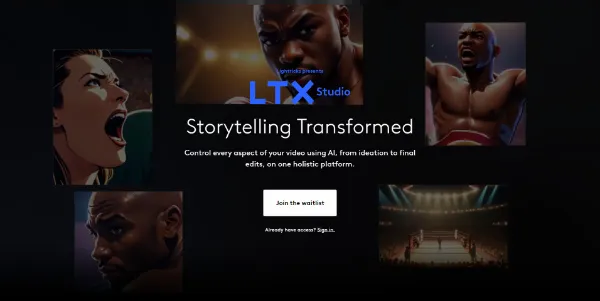 Lightricks presents
LTX Studio
Storytelling Transformed
Control every aspect of your video using AI, from ideation to final
edits, on one holistic platform.
Join the waitlist
Already have access? Sign in.